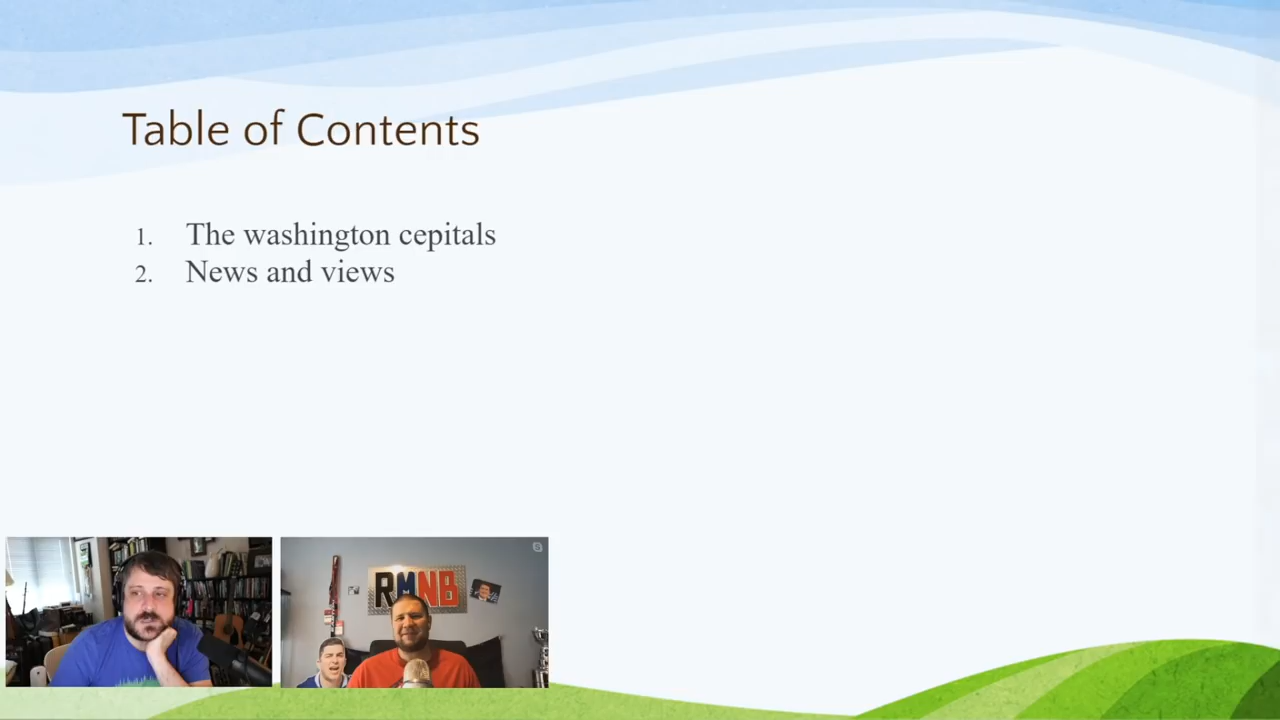 Table of Contents
1. The washington cepitals
2. News and views
RMNB